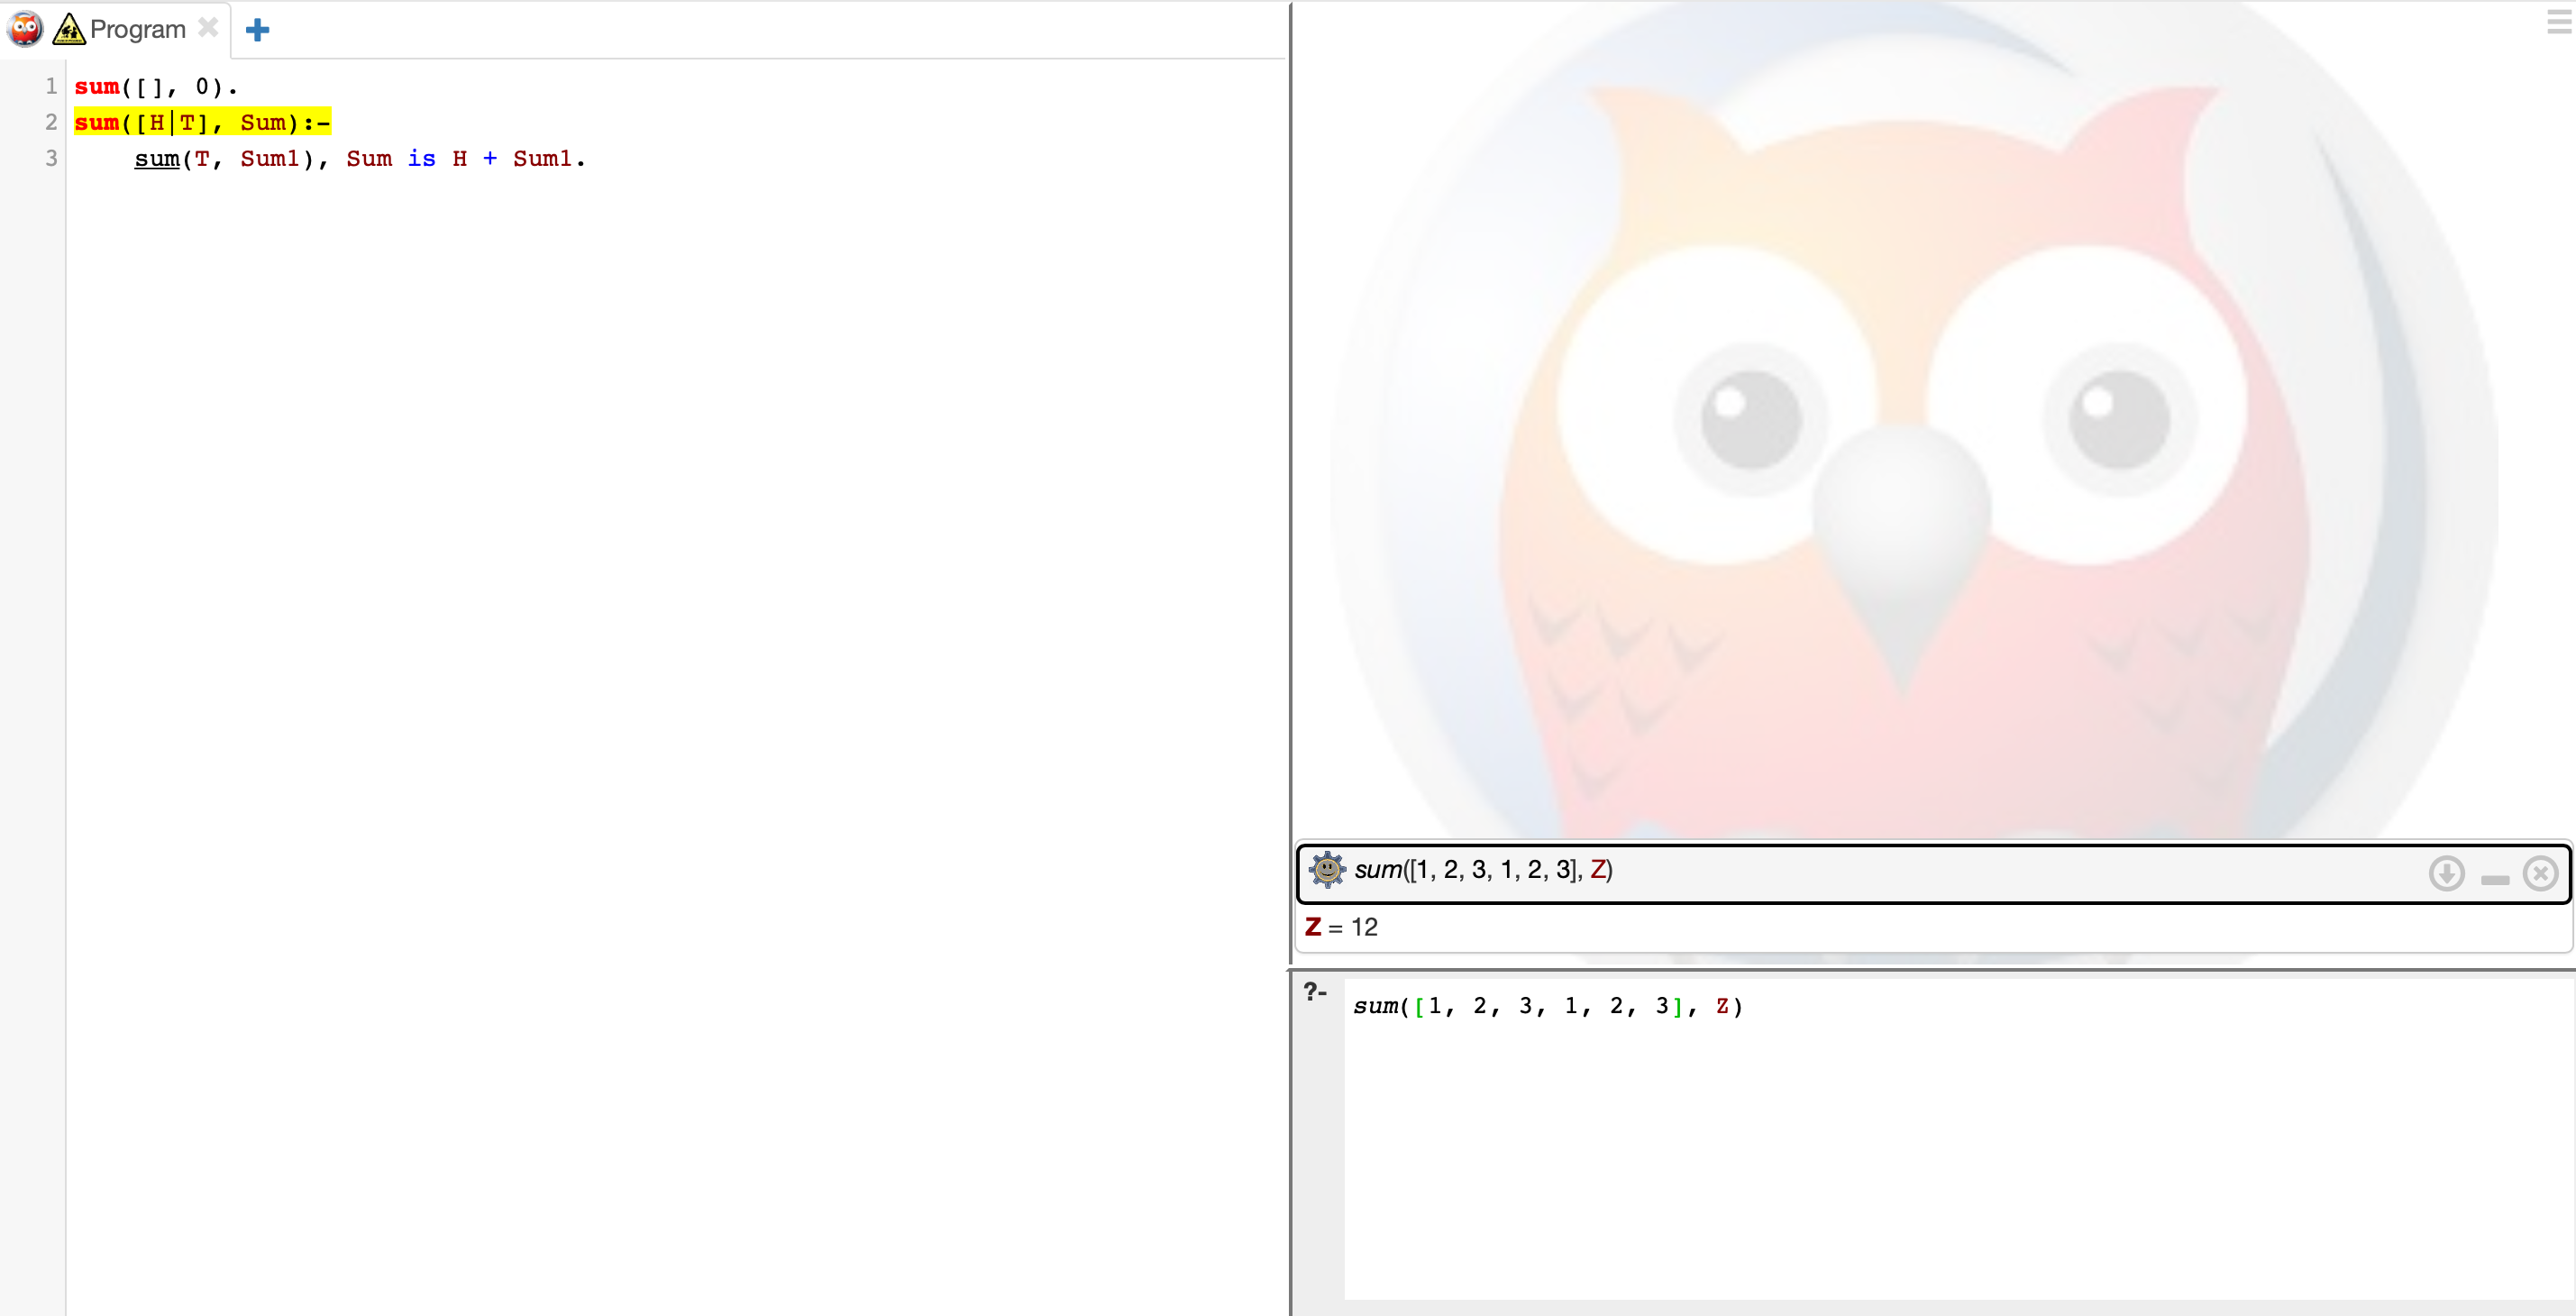 Program
1 sum([], 0).
2 sum([H|T], Sum):-
3 sum(T, Sum1), Sum is H + Sum1.
sum([1, 2, 3, 1, 2, 3], Z)
Z = 12
?- sum([1, 2, 3, 1, 2, 3], Z)